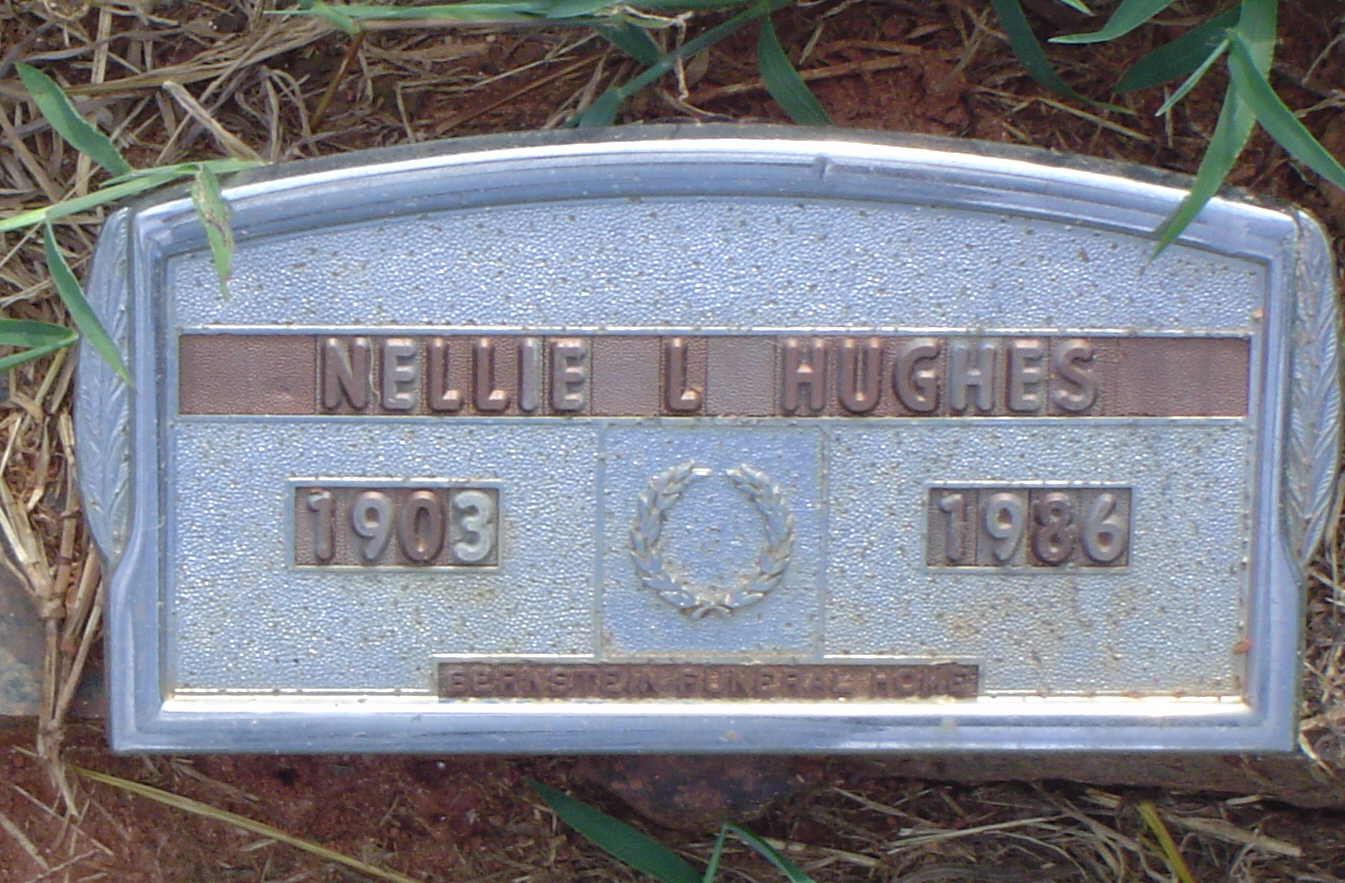 NELLIE L HUGHES
1903 1986
BERNSTEIN FUNERAL HOME